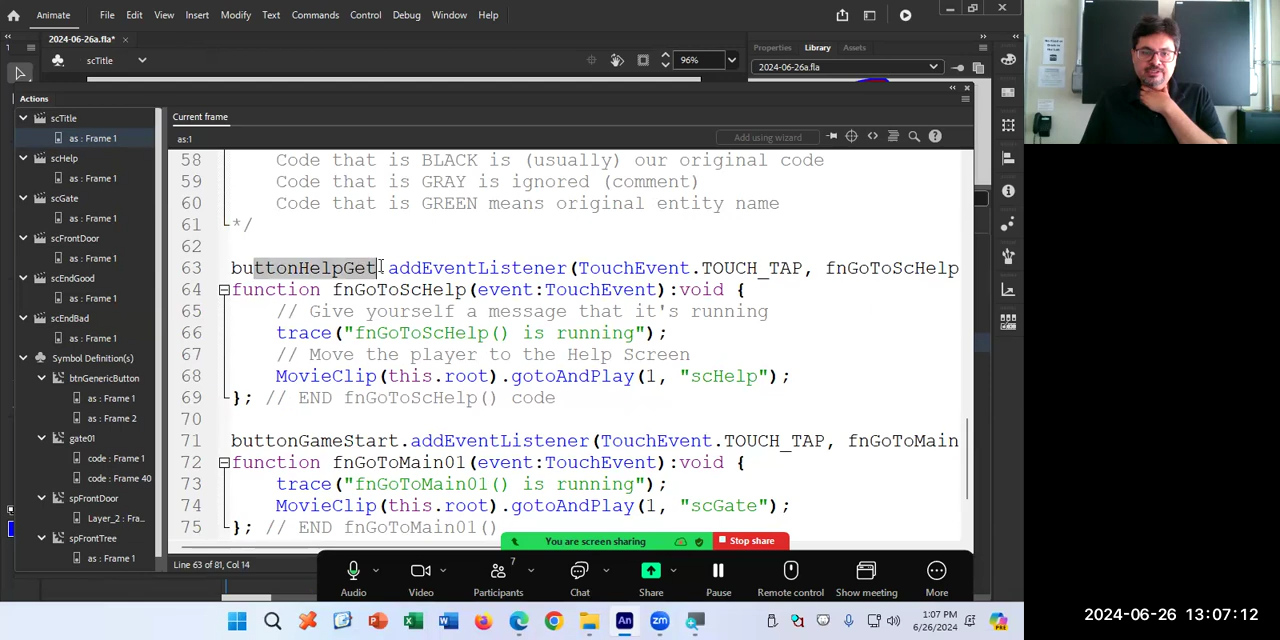 Animate
File
Edit
View
Insert
Modify
Text
Commands
Control
Debug
Window
Help
2024-06-26a.fla*
scTitle
96%
Properties
Library
Assets
2024-06-26a.fla
Actions
scTitle
as : Frame 1
scHelp
as : Frame 1
scGate
as : Frame 1
scFrontDoor
as : Frame 1
scEndGood
as : Frame 1
scEndBad
as : Frame 1
Symbol Definition(s)
btnGenericButton
as : Frame 1
as : Frame 2
gate01
code : Frame 1
code : Frame 40
spFrontDoor
Layer_2 : Fra...
spFrontTree
as : Frame 1
Current frame
as:1
Add using wizard
58 Code that is BLACK is (usually) our original code
59 Code that is GRAY is ignored (comment)
60 Code that is GREEN means original entity name
61 */
62
63 buttonHelpGet.addEventListener(TouchEvent.TOUCH_TAP, fnGoToScHelp
64 function fnGoToScHelp(event:TouchEvent):void {
65 // Give yourself a message that it's running
66 trace("fnGoToScHelp() is running");
67 // Move the player to the Help Screen
68 MovieClip(this.root).gotoAndPlay(1, "scHelp");
69 }; // END fnGoToScHelp() code
70
71 buttonGameStart.addEventListener(TouchEvent.TOUCH_TAP, fnGoToMain
72 function fnGoToMain01(event:TouchEvent):void {
73 trace("fnGoToMain01() is running");
74 MovieClip(this.root).gotoAndPlay(1, "scGate");
75 }; // END fnGoToMain01()
Line 63 of 81, Col 14
You are screen sharing
Stop share
Audio
Video
Participants
7
Chat
Share
Pause
Remote control
Show meeting
More
1:07 PM
6/26/2024
2024-06-26 13:07:12